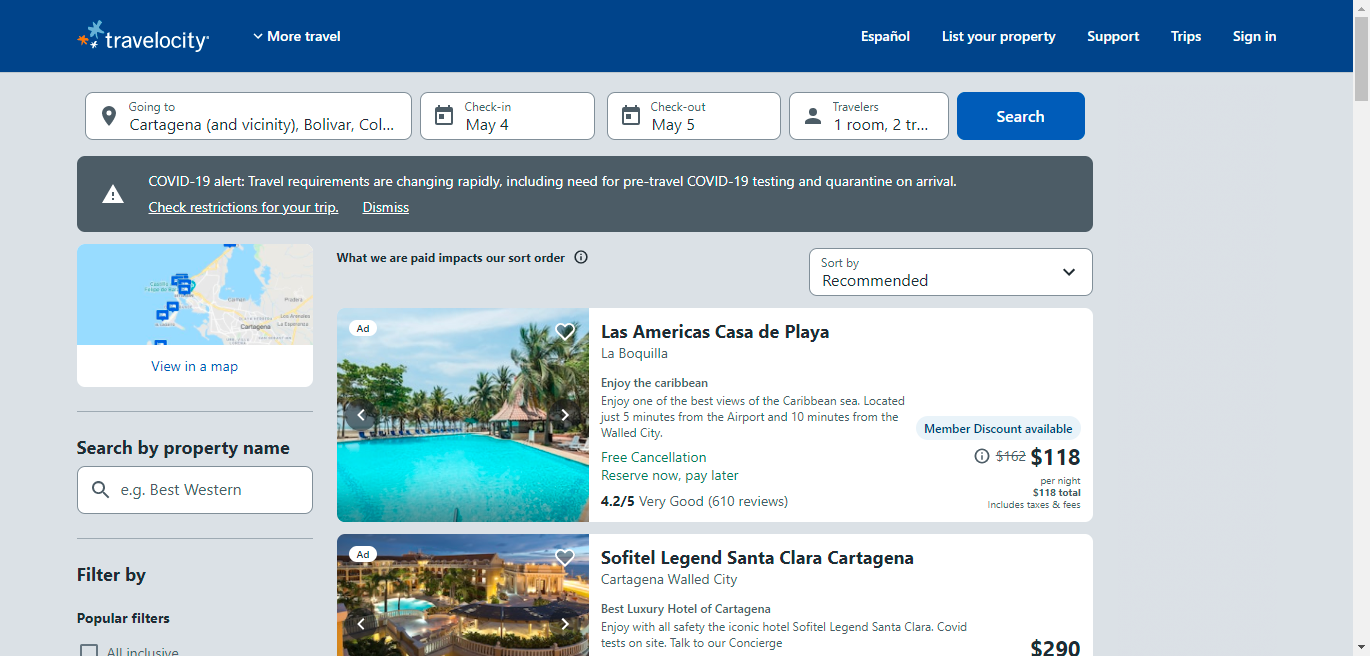 travelocity
More travel
Español
List your property
Support
Trips
Sign in
Going to
Cartagena (and vicinity), Bolivar, Col...
Check-in
May 4
Check-out
May 5
Travelers
1 room, 2 tr...
Search
COVID-19 alert: Travel requirements are changing rapidly, including need for pre-travel COVID-19 testing and quarantine on arrival.
Check restrictions for your trip.
Dismiss
Cartagena
View in a map
Search by property name
e.g. Best Western
Filter by
Popular filters
All inclusive
What we are paid impacts our sort order
Sort by
Recommended
Ad
Las Americas Casa de Playa
La Boquilla
Enjoy the caribbean
Enjoy one of the best views of the Caribbean sea. Located
just 5 minutes from the Airport and 10 minutes from the
Walled City.
Free Cancellation
Reserve now, pay later
4.2/5 Very Good (610 reviews)
Member Discount available
$162 $118
per night
$118 total
Includes taxes & fees
Ad
Sofitel Legend Santa Clara Cartagena
Cartagena Walled City
Best Luxury Hotel of Cartagena
Enjoy with all safety the iconic hotel Sofitel Legend Santa Clara. Covid
tests on site. Talk to our Concierge
$290